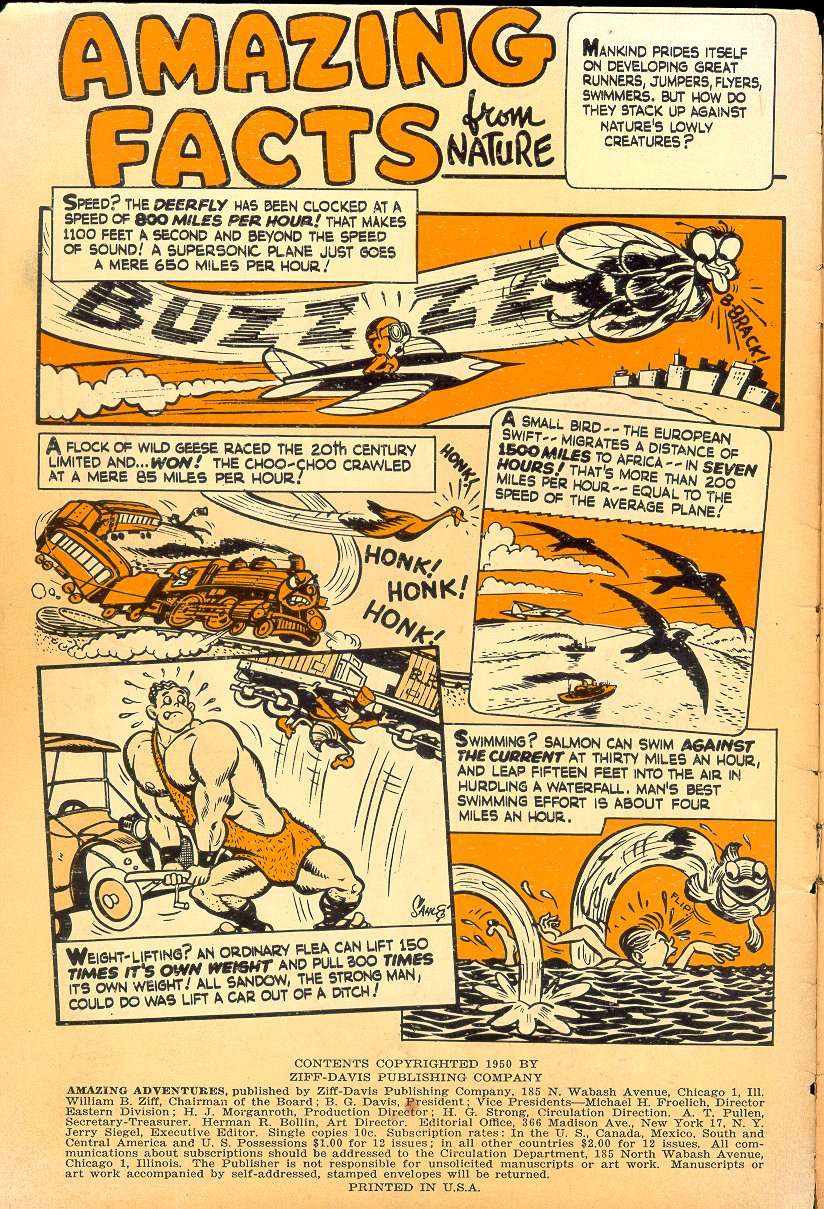 AMAZING
FACTS
from
NATURE
MANKIND PRIDES ITSELF
ON DEVELOPING GREAT
RUNNERS, JUMPERS, FLYERS,
SWIMMERS. BUT HOW DO
THEY STACK UP AGAINST
NATURE'S LOWLY
CREATURES?
SPEED? THE DEERFLY HAS BEEN CLOCKED AT A
SPEED OF 800 MILES PER HOUR! THAT MAKES
1100 FEET A SECOND AND BEYOND THE SPEED
OF SOUND! A SUPERSONIC PLANE JUST GOES
A MERE 650 MILES PER HOUR!
BUZZZZ
B-BRACK!
A FLOCK OF WILD GEESE RACED THE 20th CENTURY
LIMITED AND...WON! THE CHOO-CHOO CRAWLED
AT A MERE 85 MILES PER HOUR!
HONK!
HONK!
HONK!
HONK!
A SMALL BIRD-- THE EUROPEAN
SWIFT-- MIGRATES A DISTANCE OF
1500 MILES TO AFRICA-- IN SEVEN
HOURS! THAT'S MORE THAN 200
MILES PER HOUR-- EQUAL TO THE
SPEED OF THE AVERAGE PLANE!
R.R.
SAHLE
WEIGHT-LIFTING? AN ORDINARY FLEA CAN LIFT 150
TIMES IT'S OWN WEIGHT AND PULL 300 TIMES
ITS OWN WEIGHT! ALL SANDOW, THE STRONG MAN,
COULD DO WAS LIFT A CAR OUT OF A DITCH!
SWIMMING? SALMON CAN SWIM AGAINST
THE CURRENT AT THIRTY MILES AN HOUR,
AND LEAP FIFTEEN FEET INTO THE AIR IN
HURDLING A WATERFALL. MAN'S BEST
SWIMMING EFFORT IS ABOUT FOUR
MILES AN HOUR.
FLIP!
CONTENTS COPYRIGHTED 1950 BY
ZIFF-DAVIS PUBLISHING COMPANY
AMAZING ADVENTURES, published by Ziff-Davis Publishing Company, 185 N. Wabash Avenue, Chicago 1, Ill.
William B. Ziff, Chairman of the Board; B. G. Davis, President; Vice Presidents—Michael H. Froelich, Director
Eastern Division; H. J. Morganroth, Production Director; H. G. Strong, Circulation Direction. A. T. Pullen,
Secretary-Treasurer. Herman R. Bollin, Art Director. Editorial Office, 366 Madison Ave., New York 17, N. Y.
Jerry Siegel, Executive Editor. Single copies 10c. Subscription rates: In the U. S., Canada, Mexico, South and
Central America and U. S. Possessions $1.00 for 12 issues; in all other countries $2.00 for 12 issues. All com-
munications about subscriptions should be addressed to the Circulation Department, 185 North Wabash Avenue,
Chicago 1, Illinois. The Publisher is not responsible for unsolicited manuscripts or art work. Manuscripts or
art work accompanied by self-addressed, stamped envelopes will be returned.
PRINTED IN U.S.A.